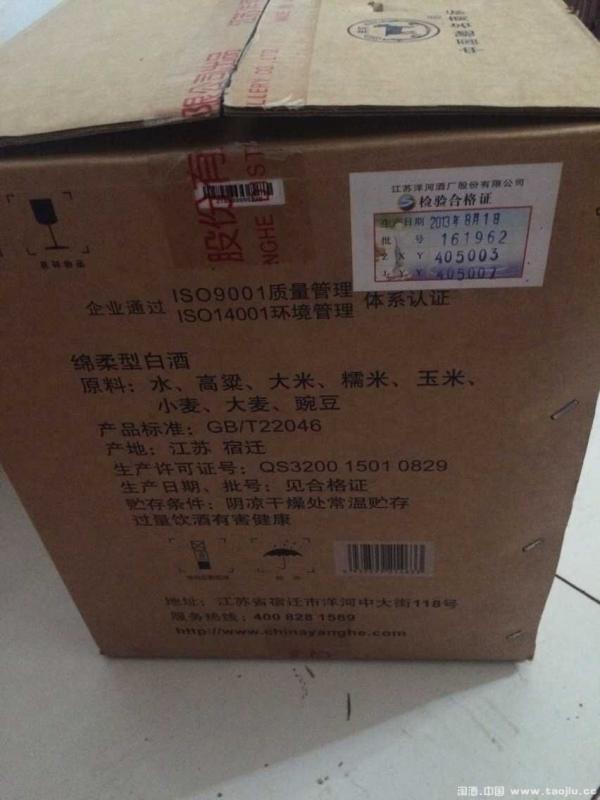 股份有限公司
NGHE
江苏洋河酒厂股份有限公司
检验合格证
生产日期 2013年8月1日
批号 161962
Z X Y 405003
J Y Y 405007
企业通过 ISO9001质量管理 体系认证
ISO14001环境管理
绵柔型白酒
原料：水、高粱、大米、糯米、玉米、
小麦、大麦、豌豆
产品标准：GB/T22046
产地：江苏 宿迁
生产许可证号：QS3200 1501 0829
生产日期、批号：见合格证
贮存条件：阴凉干燥处常温贮存
过量饮酒有害健康
地址：江苏省宿迁市洋河中大街118号
服务热线：400 828 1589
http://www.chinayanghe.com
淘酒.中国 www.taojiu.cc